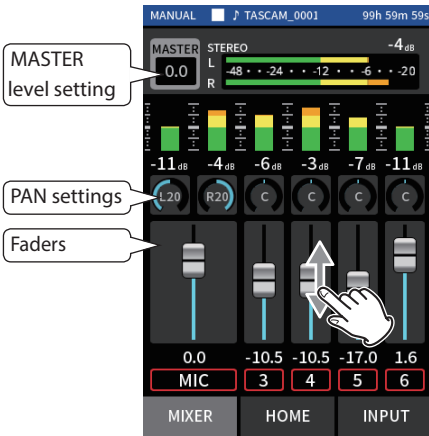 MANUAL ♪ TASCAM_0001 99h 59m 59s
MASTER
level setting
MASTER
0.0
STEREO -4dB
L
-48 · · -24 · · -12 · · -6 · · -20
R
-11dB -4dB -6dB -3dB -7dB -11dB
PAN settings
L20 R20 C C C C
Faders
0.0 -10.5 -10.5 -17.0 1.6
MIC 3 4 5 6
MIXER HOME INPUT